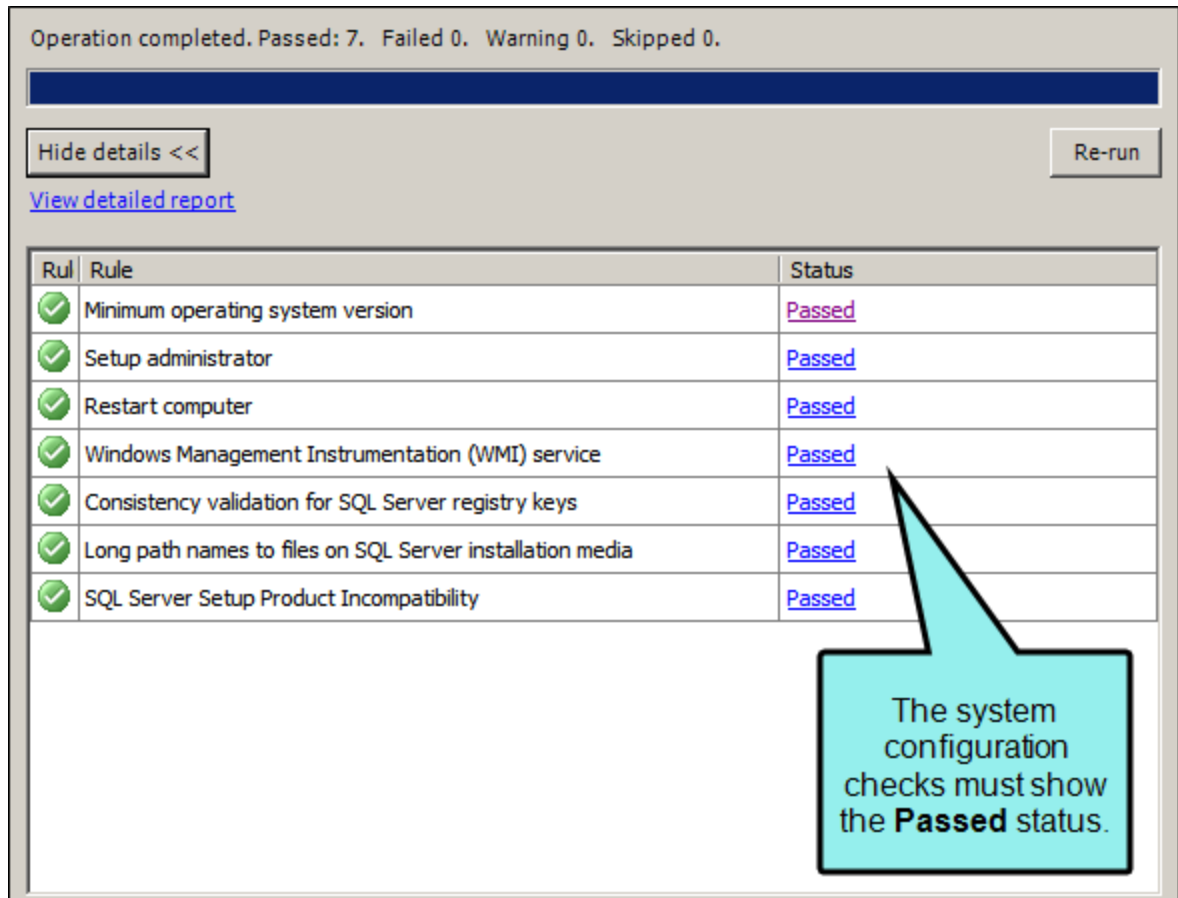 Operation completed. Passed: 7. Failed 0. Warning 0. Skipped 0.
Hide details <<
Re-run
View detailed report
Rul Rule Status
Minimum operating system version Passed
Setup administrator Passed
Restart computer Passed
Windows Management Instrumentation (WMI) service Passed
Consistency validation for SQL Server registry keys Passed
Long path names to files on SQL Server installation media Passed
SQL Server Setup Product Incompatibility Passed
The system
configuration
checks must show
the Passed status.